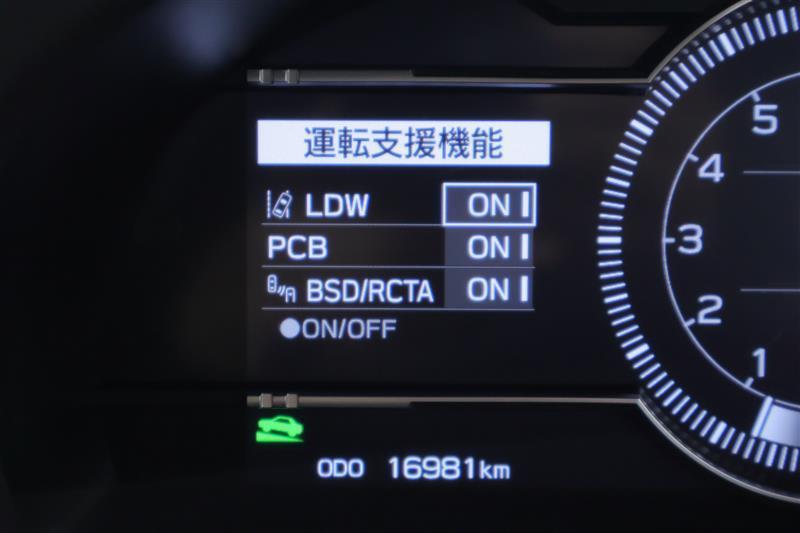 運転支援機能
LDW ON
PCB ON
BSD/RCTA ON
●ON/OFF
ODO 16981km
5
4
3
2
1